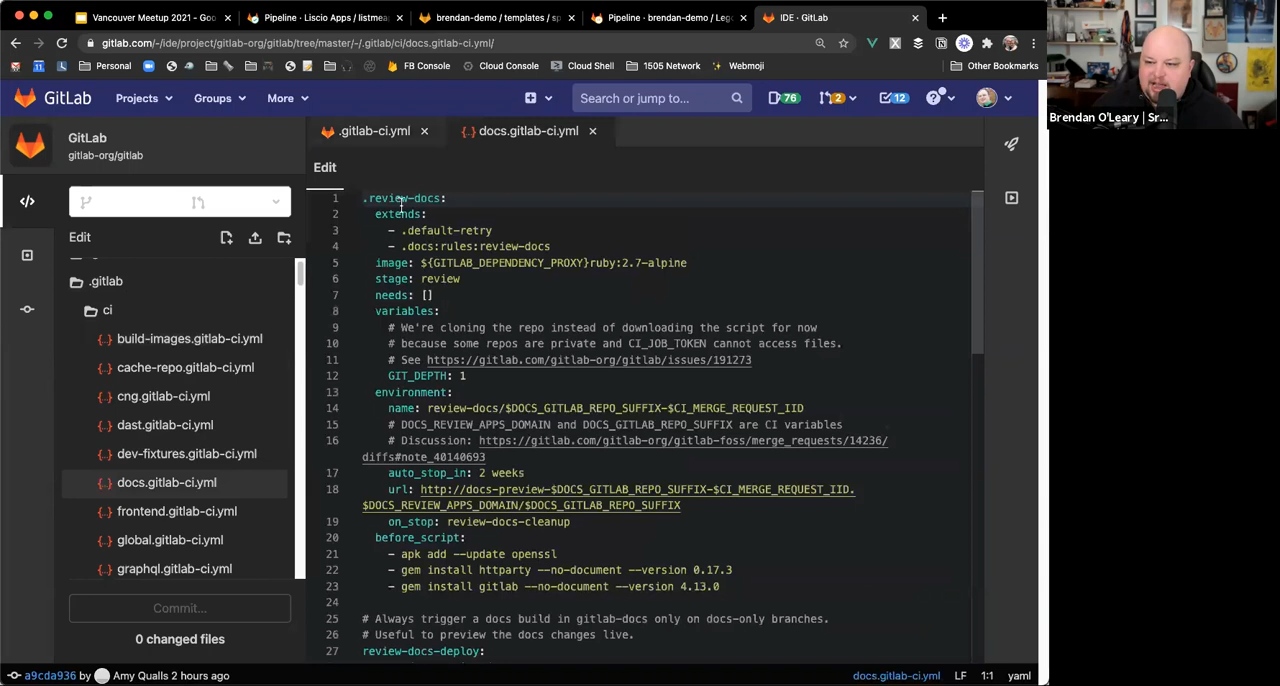 Vancouver Meetup 2021 - Goo
Pipeline · Liscio Apps / listmea
brendan-demo / templates / sp
Pipeline · brendan-demo / Lego
IDE · GitLab
gitlab.com/-/ide/project/gitlab-org/gitlab/tree/master/-/.gitlab/ci/docs.gitlab-ci.yml/
31
Personal
FB Console
Cloud Console
Cloud Shell
1505 Network
Webmoji
Other Bookmarks
GitLab
Projects
Groups
More
Search or jump to...
76
2
12
Brendan O'Leary | Sr...
GitLab
gitlab-org/gitlab
.gitlab-ci.yml
docs.gitlab-ci.yml
Edit
Edit
.gitlab
ci
build-images.gitlab-ci.yml
cache-repo.gitlab-ci.yml
cng.gitlab-ci.yml
dast.gitlab-ci.yml
dev-fixtures.gitlab-ci.yml
docs.gitlab-ci.yml
frontend.gitlab-ci.yml
global.gitlab-ci.yml
graphql.gitlab-ci.yml
Commit...
0 changed files
1 .review-docs:
2 extends:
3 - .default-retry
4 - .docs:rules:review-docs
5 image: ${GITLAB_DEPENDENCY_PROXY}ruby:2.7-alpine
6 stage: review
7 needs: []
8 variables:
9 # We're cloning the repo instead of downloading the script for now
10 # because some repos are private and CI_JOB_TOKEN cannot access files.
11 # See https://gitlab.com/gitlab-org/gitlab/issues/191273
12 GIT_DEPTH: 1
13 environment:
14 name: review-docs/$DOCS_GITLAB_REPO_SUFFIX-$CI_MERGE_REQUEST_IID
15 # DOCS_REVIEW_APPS_DOMAIN and DOCS_GITLAB_REPO_SUFFIX are CI variables
16 # Discussion: https://gitlab.com/gitlab-org/gitlab-foss/merge_requests/14236/
diffs#note_40140693
17 auto_stop_in: 2 weeks
18 url: http://docs-preview-$DOCS_GITLAB_REPO_SUFFIX-$CI_MERGE_REQUEST_IID.
$DOCS_REVIEW_APPS_DOMAIN/$DOCS_GITLAB_REPO_SUFFIX
19 on_stop: review-docs-cleanup
20 before_script:
21 - apk add --update openssl
22 - gem install httparty --no-document --version 0.17.3
23 - gem install gitlab --no-document --version 4.13.0
24
25 # Always trigger a docs build in gitlab-docs only on docs-only branches.
26 # Useful to preview the docs changes live.
27 review-docs-deploy:
a9cda936 by Amy Qualls 2 hours ago
docs.gitlab-ci.yml LF 1:1 yaml